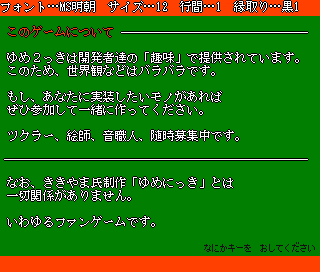 フォント…MS明朝　サイズ…12　行間…1　縁取り…黒1
このゲームについて
ゆめ２っきは開発者達の「趣味」で提供されています。
このため、世界観などはバラバラです。
もし、あなたに実装したいモノがあれば
ぜひ参加して一緒に作ってください。
ツクラー、絵師、音職人、随時募集中です。
なお、ききやま氏制作「ゆめにっき」とは
一切関係がありません。
いわゆるファンゲームです。
なにかキーを　おしてください